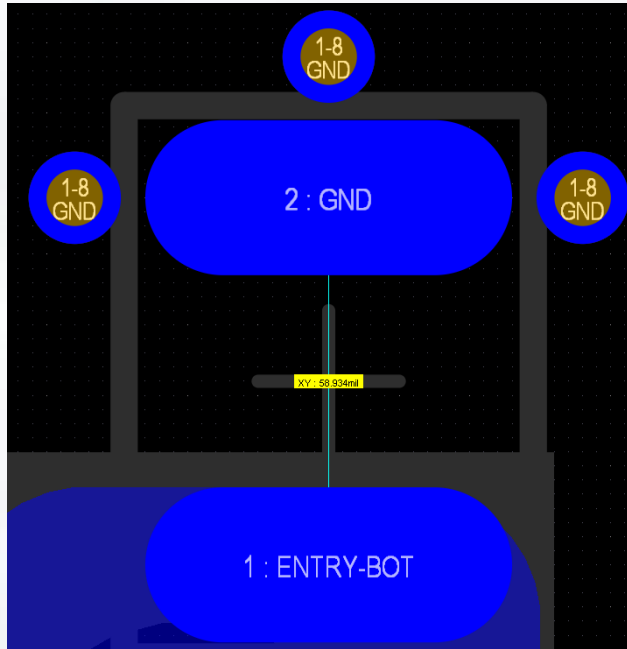 1-8
GND
1-8
GND
2 : GND
1-8
GND
XY : 58.934mil
1 : ENTRY-BOT